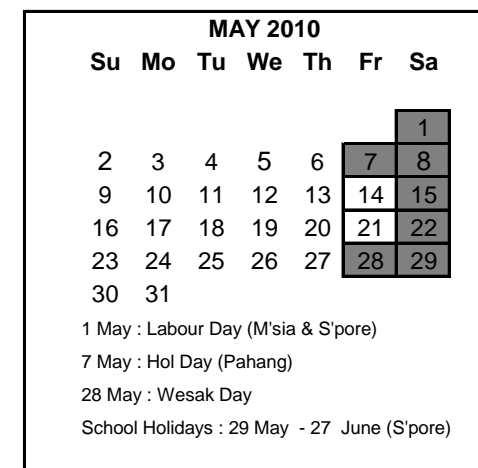 MAY 2010
Su Mo Tu We Th Fr Sa
1
2 3 4 5 6 7 8
9 10 11 12 13 14 15
16 17 18 19 20 21 22
23 24 25 26 27 28 29
30 31
1 May : Labour Day (M'sia & S'pore)
7 May : Hol Day (Pahang)
28 May : Wesak Day
School Holidays : 29 May - 27 June (S'pore)